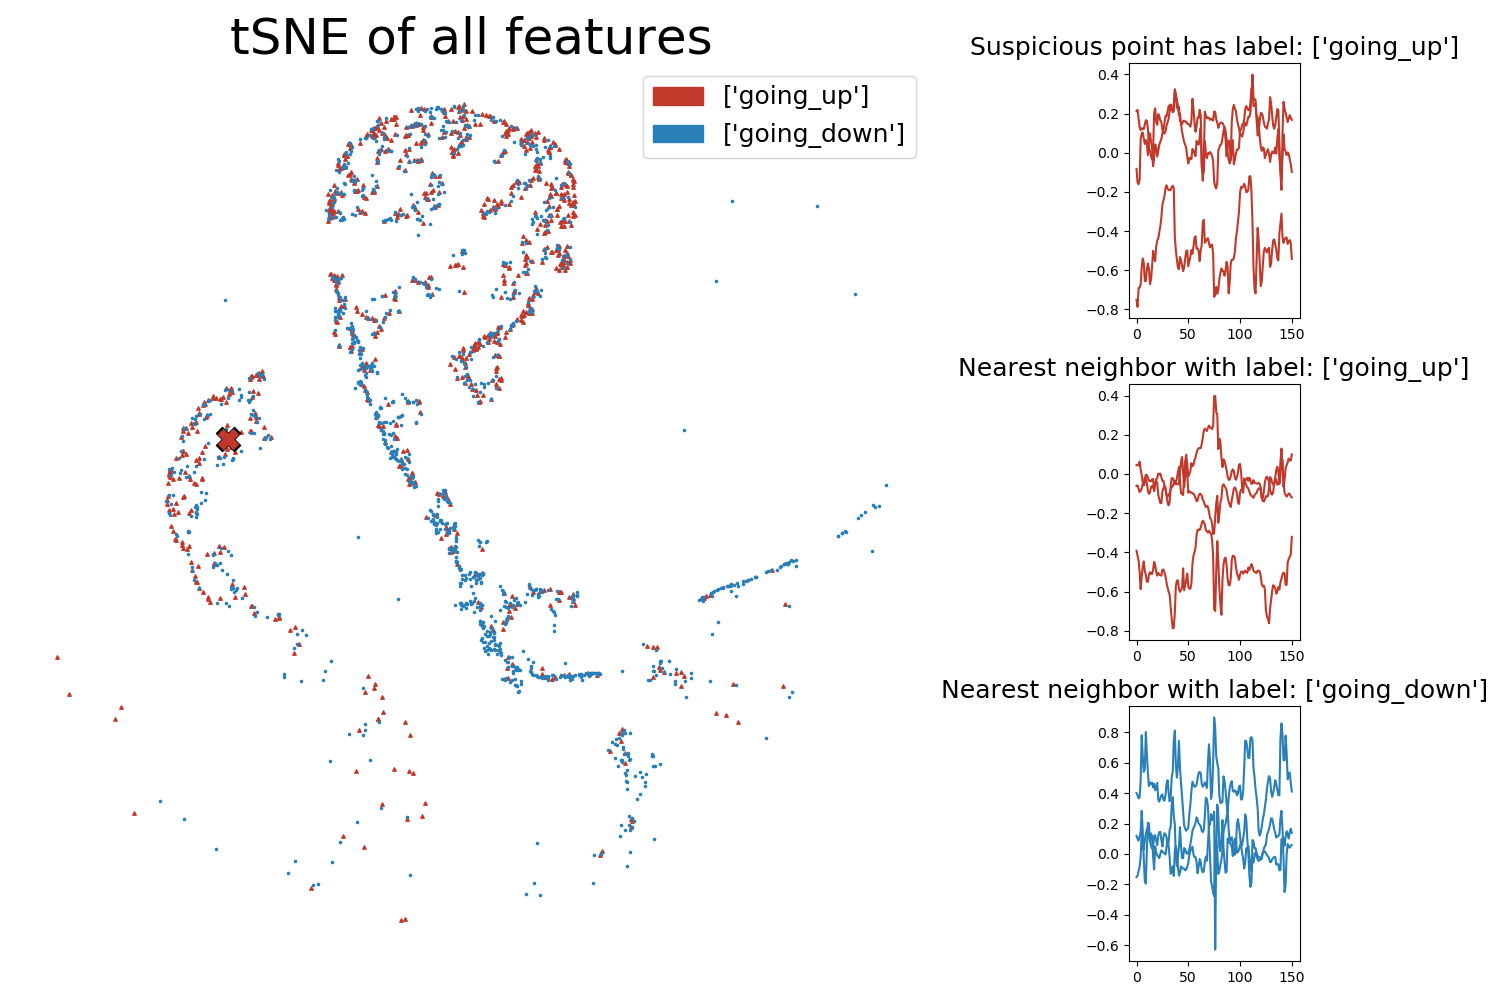 tSNE of all features
['going_up']
['going_down']
Suspicious point has label: ['going_up']
0.4
0.2
0.0
−0.2
−0.4
−0.6
−0.8
0 50 100 150
Nearest neighbor with label: ['going_up']
0.4
0.2
0.0
−0.2
−0.4
−0.6
−0.8
0 50 100 150
Nearest neighbor with label: ['going_down']
0.8
0.6
0.4
0.2
0.0
−0.2
−0.4
−0.6
0 50 100 150